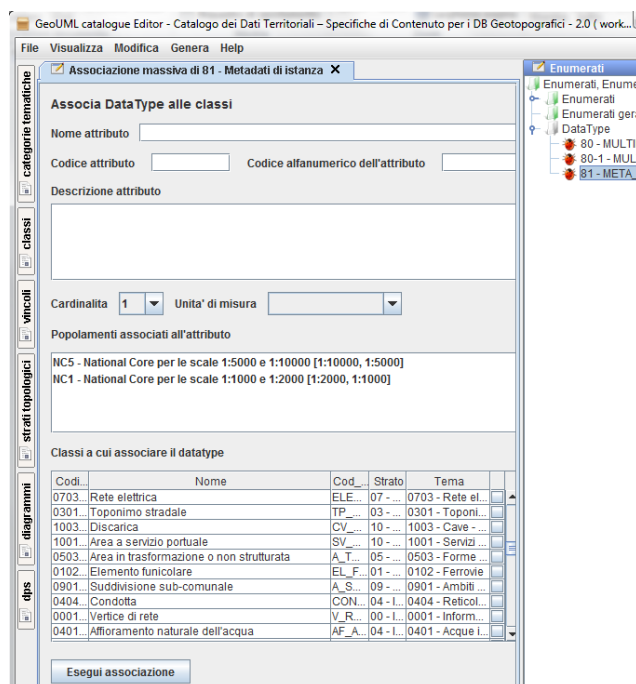 GeoUML catalogue Editor - Catalogo dei Dati Territoriali – Specifiche di Contenuto per i DB Geotopografici - 2.0 ( work...
File Visualizza Modifica Genera Help
Associazione massiva di 81 - Metadati di istanza X
Associa DataType alle classi
Nome attributo
Codice attributo Codice alfanumerico dell'attributo
Descrizione attributo
Cardinalita 1 Unita' di misura
Popolamenti associati all'attributo
NC5 - National Core per le scale 1:5000 e 1:10000 [1:10000, 1:5000]
NC1 - National Core per le scale 1:1000 e 1:2000 [1:2000, 1:1000]
Classi a cui associare il datatype
Codi... Nome Cod_... Strato Tema
0703... Rete elettrica ELE... 07 - ... 0703 - Rete el...
0301... Toponimo stradale TP_... 03 - ... 0301 - Toponi...
1003... Discarica CV_... 10 - ... 1003 - Cave - ...
1001... Area a servizio portuale SV_... 10 - ... 1001 - Servizi ...
0503... Area in trasformazione o non strutturata A_T... 05 - ... 0503 - Forme ...
0102... Elemento funicolare EL_F... 01 - ... 0102 - Ferrovie
0901... Suddivisione sub-comunale A_S... 09 - ... 0901 - Ambiti ...
0404... Condotta CON... 04 - I... 0404 - Reticol...
0001... Vertice di rete V_R... 00 - I... 0001 - Inform...
0401... Affioramento naturale dell'acqua AF_A... 04 - I... 0401 - Acque i...
Esegui associazione
categorie tematiche
classi
vincoli
strati topologici
diagrammi
dps
Enumerati
Enumerati, Enume
Enumerati
Enumerati gera
DataType
80 - MULTI
80-1 - MUL
81 - META_